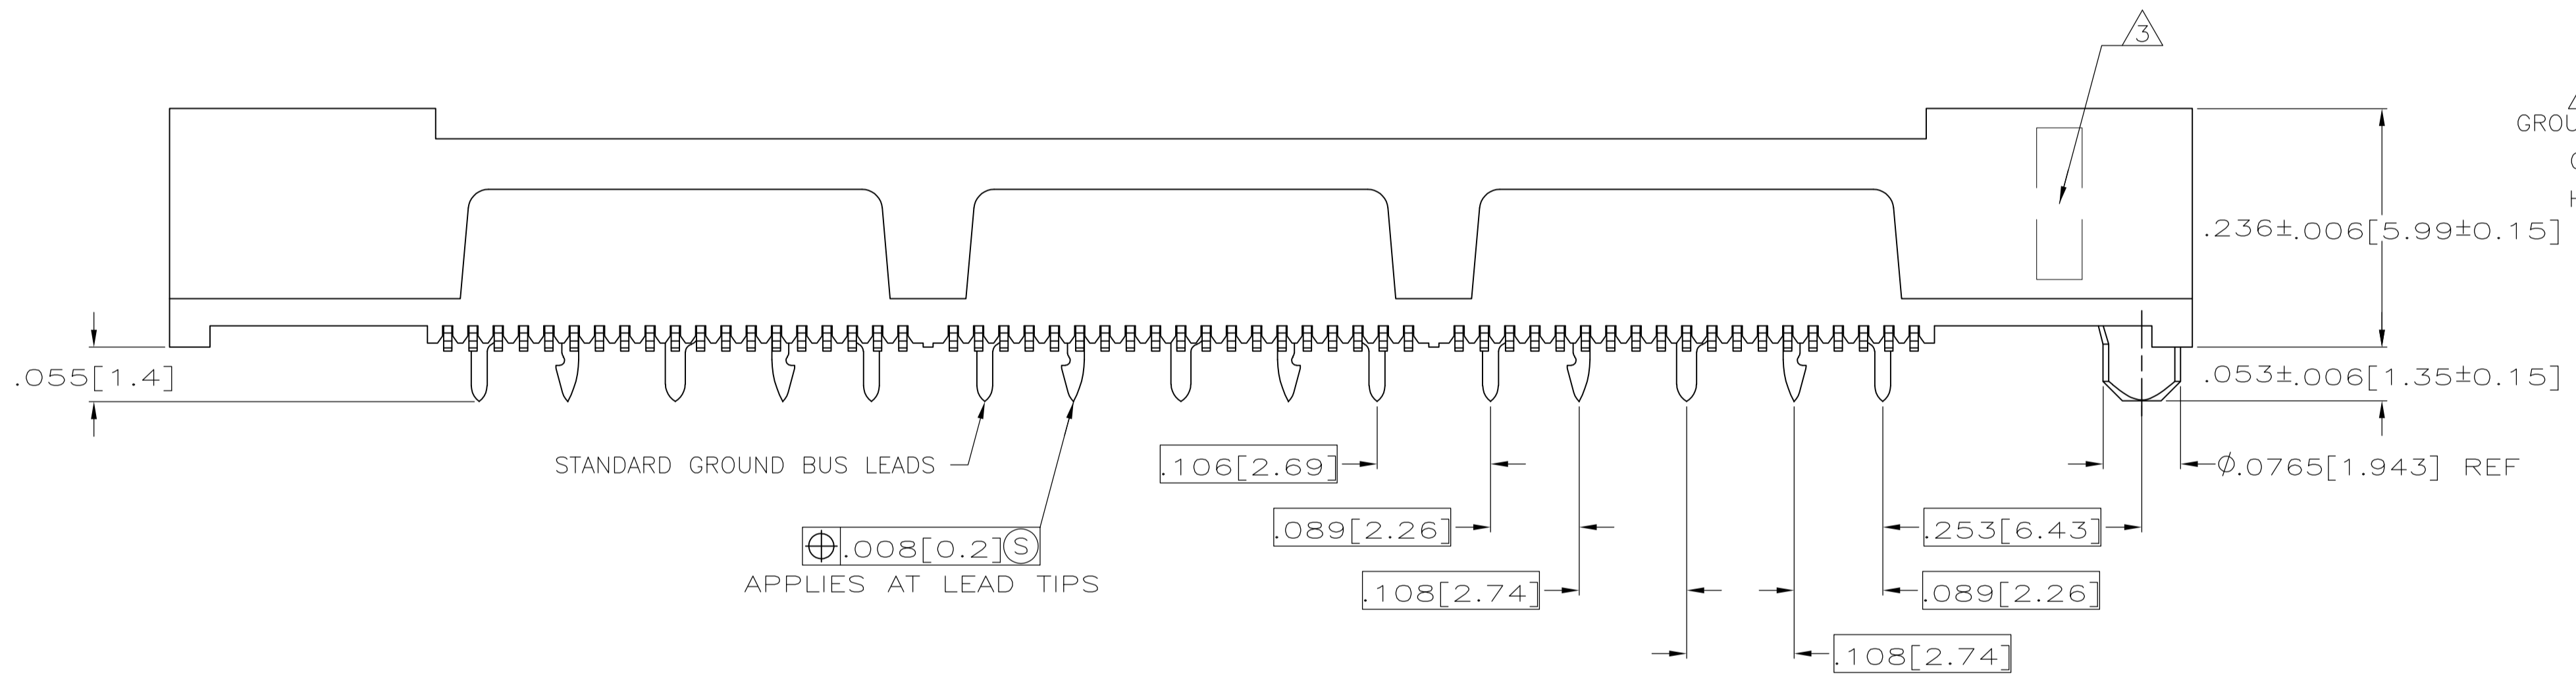 3
GROU
.236±.006[5.99±0.15]
.055[1.4]
.053±.006[1.35±0.15]
STANDARD GROUND BUS LEADS
.106[2.69]
⌀.0765[1.943] REF
.089[2.26]
.253[6.43]
⌖.008[0.2]Ⓢ
APPLIES AT LEAD TIPS
.108[2.74]
.089[2.26]
.108[2.74]